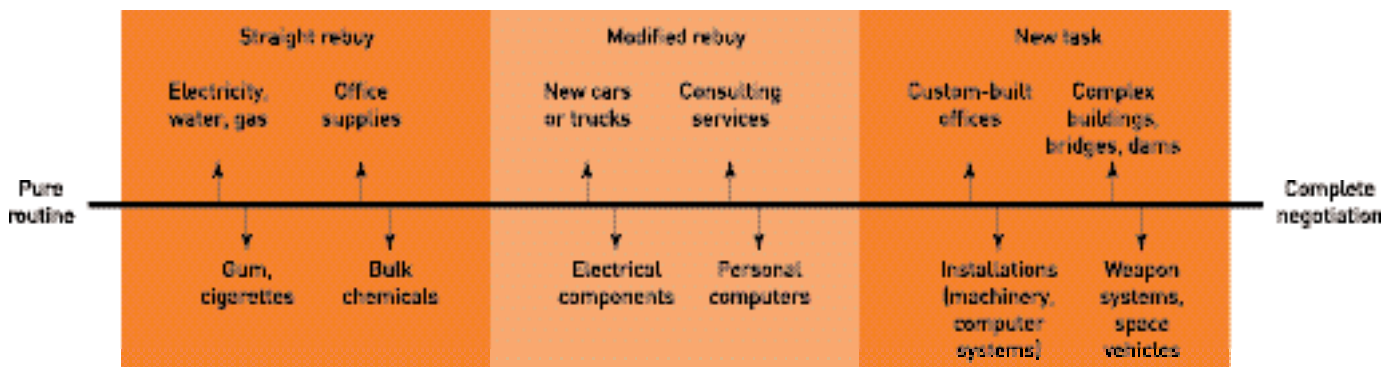 Straight rebuy
Modified rebuy
New task
Electricity,
water, gas
Office
supplies
New cars
or trucks
Consulting
services
Custom-built
offices
Complex
buildings,
bridges, dams
Pure
routine
Complete
negotiation
Gum,
cigarettes
Bulk
chemicals
Electrical
components
Personal
computers
Installations
(machinery,
computer
systems)
Weapon
systems,
space
vehicles